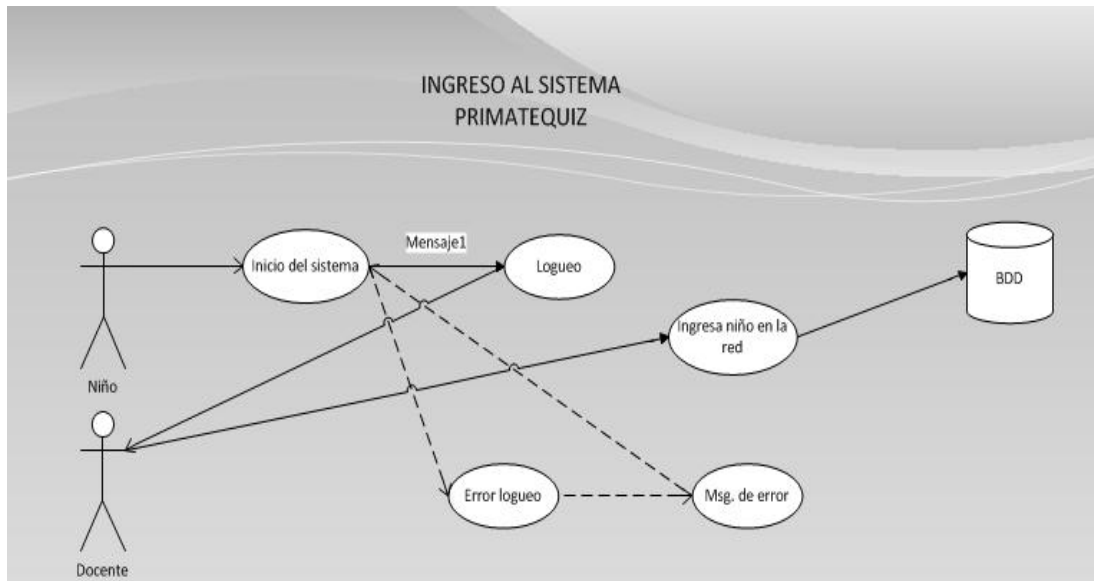 INGRESO AL SISTEMA
PRIMATEQUIZ
Mensaje1
Inicio del sistema
Logueo
BDD
Ingresa niño en la
red
Niño
Error logueo
Msg. de error
Docente